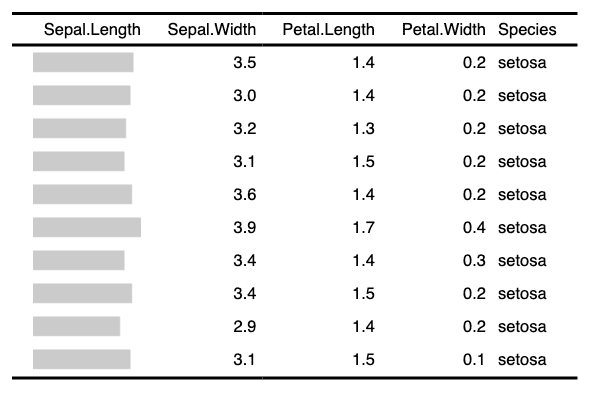 Sepal.Length Sepal.Width Petal.Length Petal.Width Species
3.5 1.4 0.2 setosa
3.0 1.4 0.2 setosa
3.2 1.3 0.2 setosa
3.1 1.5 0.2 setosa
3.6 1.4 0.2 setosa
3.9 1.7 0.4 setosa
3.4 1.4 0.3 setosa
3.4 1.5 0.2 setosa
2.9 1.4 0.2 setosa
3.1 1.5 0.1 setosa